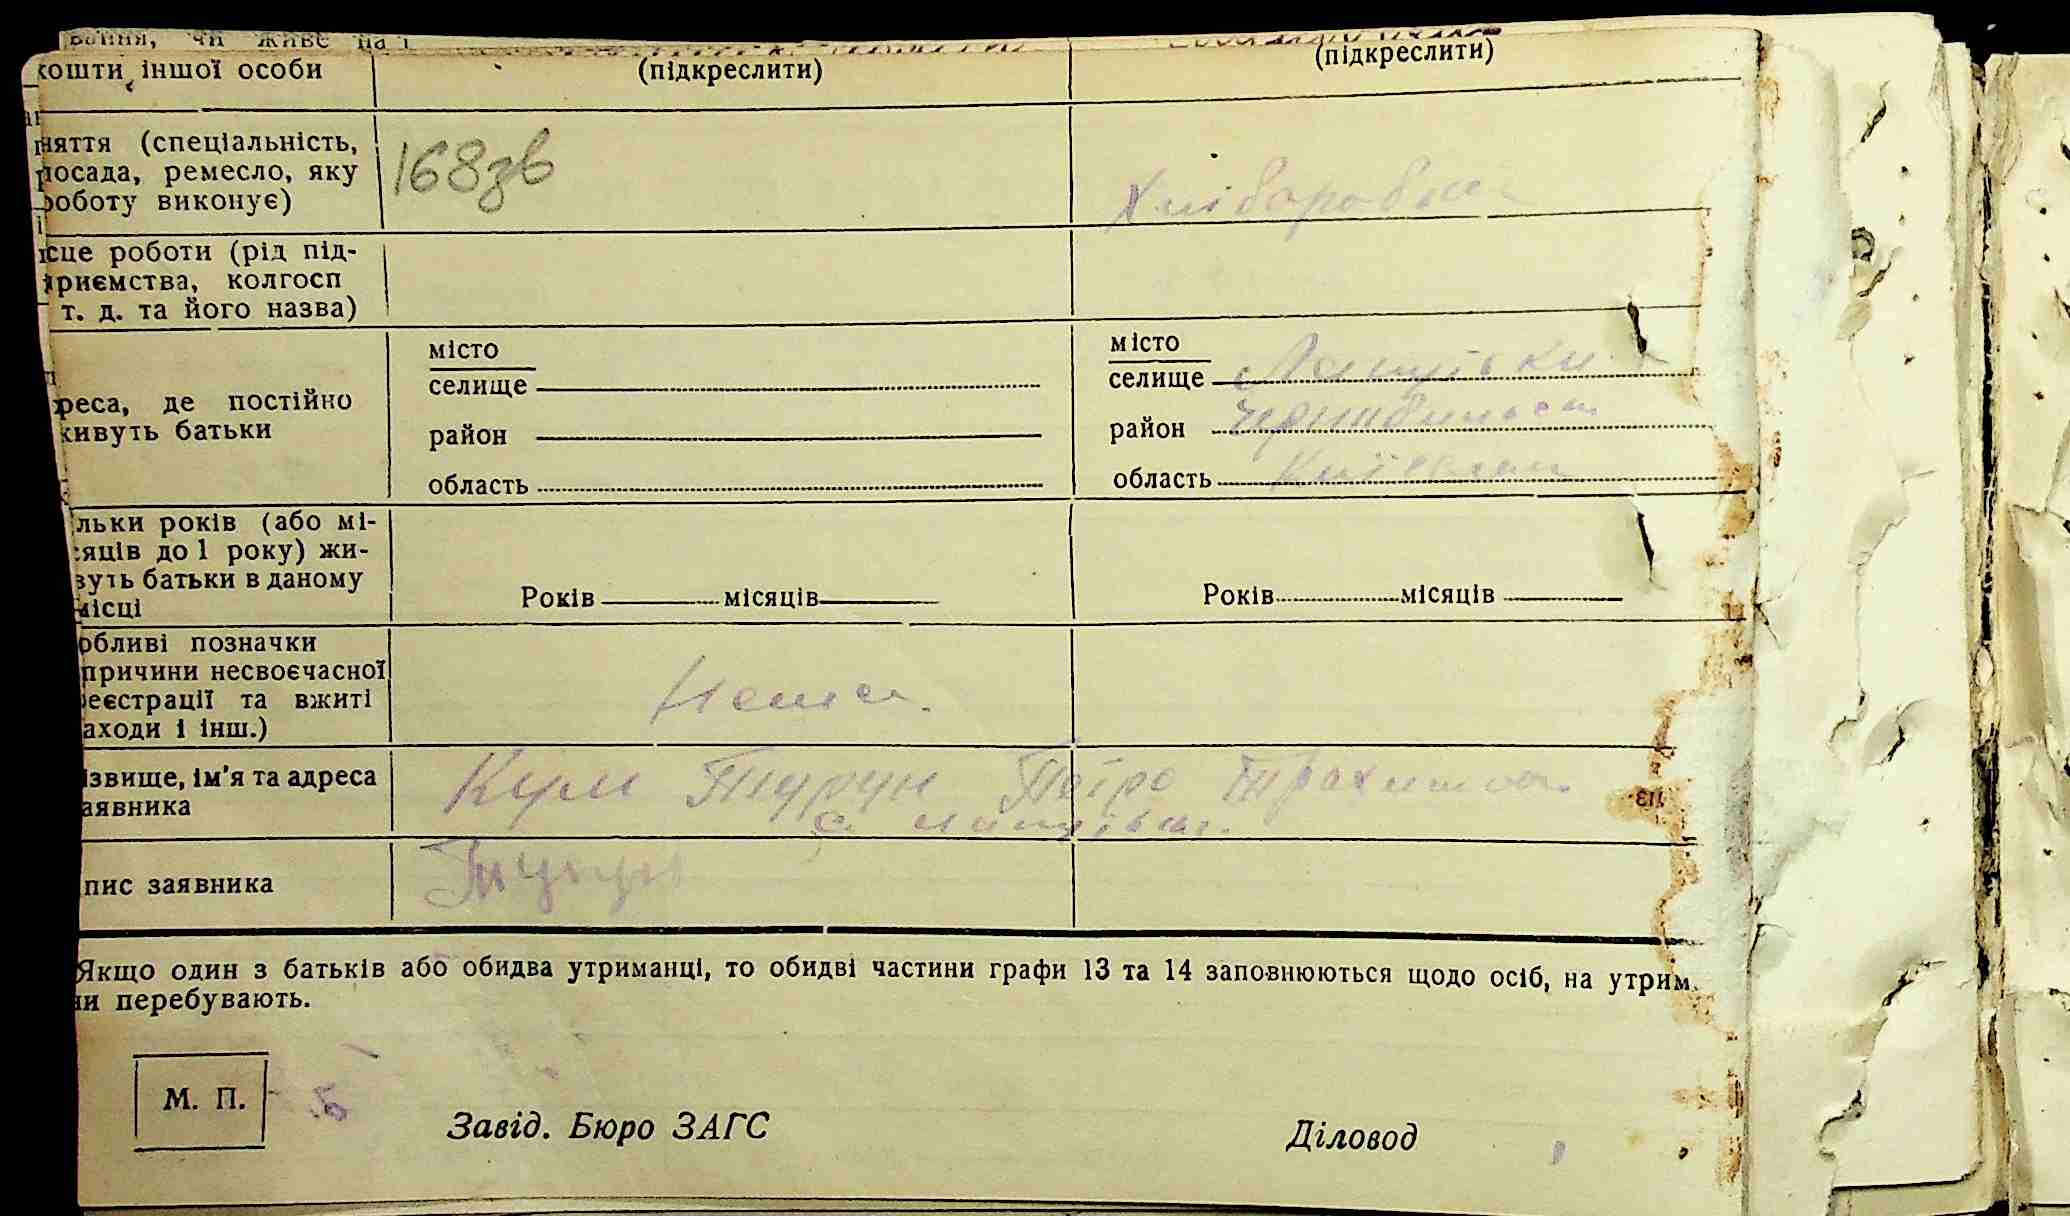 вання, чи живе на
кошти іншої особи
(підкреслити)
(підкреслити)
няття (спеціальність,
посада, ремесло, яку
роботу виконує)
168зв
Хліборобка
ісце роботи (рід під-
приємства, колгосп
т. д. та його назва)
реса, де постійно
живуть батьки
місто
селище
район
область
місто
селище
район
область Київська
льки років (або мі-
сяців до 1 року) жи-
вуть батьки в даному
місці
Років місяців
Років місяців
обливі позначки
причини несвоєчасної
реєстрації та вжиті
аходи і інш.)
Нема.
ізвище, ім'я та адреса
аявника
Кум
с.
пис заявника
Якщо один з батьків або обидва утриманці, то обидві частини графи 13 та 14 заповнюються щодо осіб, на утрим
ни перебувають.
М. П.
Завід. Бюро ЗАГС
Діловод